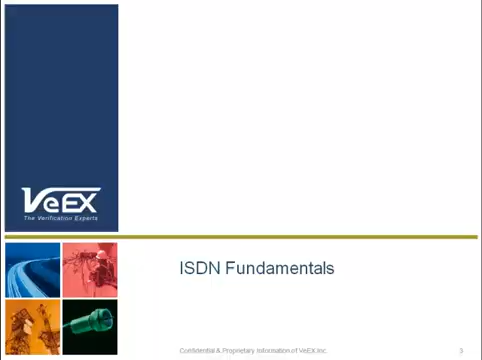 VeEX
The Verification Experts
ISDN Fundamentals
Confidential & Proprietary Information of VeEX Inc.
3